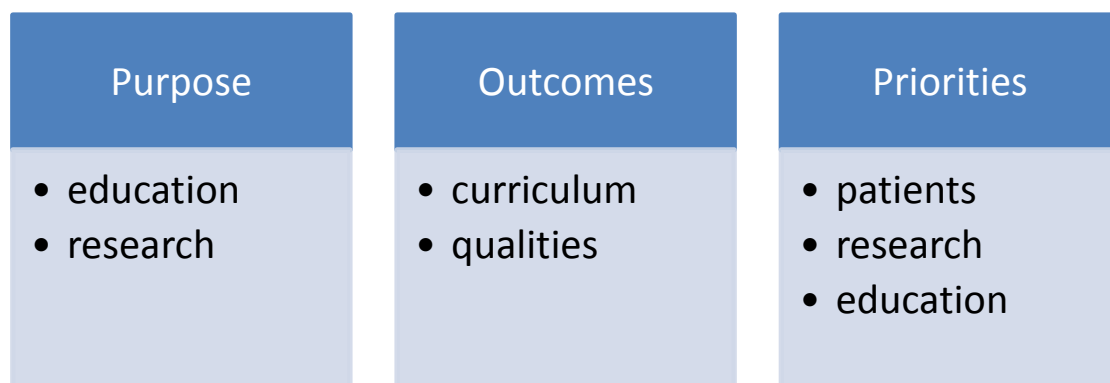 Purpose
• education
• research
Outcomes
• curriculum
• qualities
Priorities
• patients
• research
• education